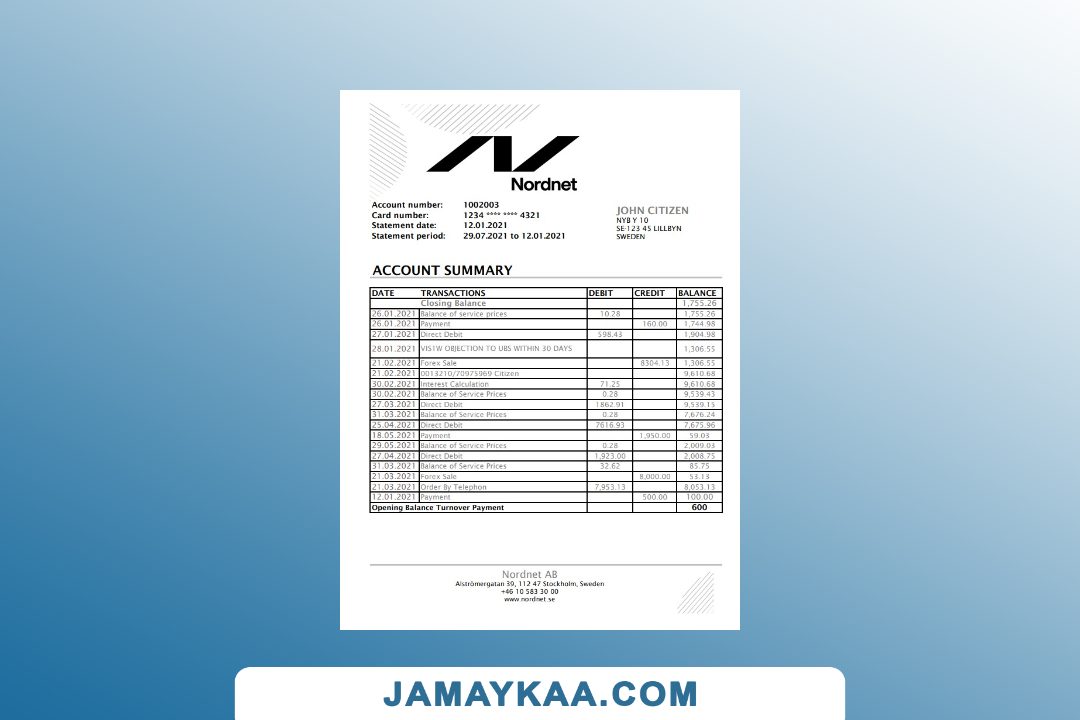 Nordnet
Account number: 1002003
Card number: 1234 **** **** 4321
Statement date: 12.01.2021
Statement period: 29.07.2021 to 12.01.2021
JOHN CITIZEN
NYB Y 10
SE-123 45 LILLBYN
SWEDEN
ACCOUNT SUMMARY
DATE TRANSACTIONS DEBIT CREDIT BALANCE
Closing Balance 1,755.26
26.01.2021 Balance of service prices 10.28 1,755.26
26.01.2021 Payment 160.00 1,744.98
27.01.2021 Direct Debit 598.43 1,904.98
28.01.2021 VIS1W OBJECTION TO UBS WITHIN 30 DAYS 1,306.55
21.02.2021 Forex Sale 8304.13 1,306.55
21.02.2021 0013210/70975969 Citizen 9,610.68
30.02.2021 Interest Calculation 71.25 9,610.68
30.02.2021 Balance of Service Prices 0.28 9,539.43
27.03.2021 Direct Debit 1862.91 9,539.15
31.03.2021 Balance of Service Prices 0.28 7,676.24
25.04.2021 Direct Debit 7616.93 7,675.96
18.05.2021 Payment 1,950.00 59.03
29.05.2021 Balance of Service Prices 0.28 2,009.03
27.04.2021 Direct Debit 1,923.00 2,008.75
31.03.2021 Balance of Service Prices 32.62 85.75
21.03.2021 Forex Sale 8,000.00 53.13
21.03.2021 Order By Telephon 7,953.13 8,053.13
12.01.2021 Payment 500.00 100.00
Opening Balance Turnover Payment 600
Nordnet AB
Alströmergatan 39, 112 47 Stockholm, Sweden
+46 10 583 30 00
www.nordnet.se
JAMAYKAA.COM